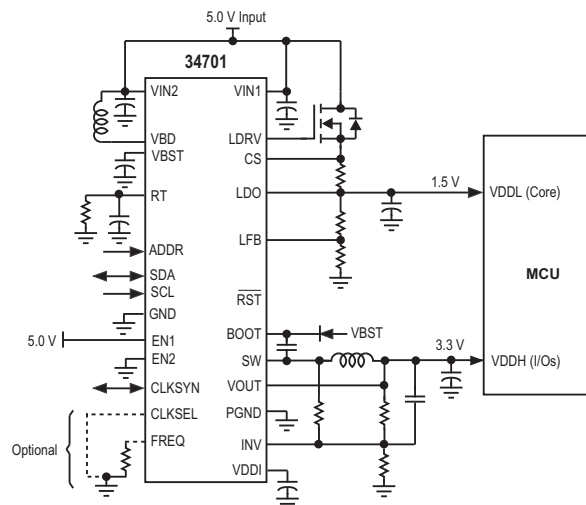 5.0 V Input
34701
VIN2
VIN1
VBD
LDRV
VBST
CS
RT
LDO
1.5 V
VDDL (Core)
ADDR
LFB
SDA
MCU
SCL
RST
GND
5.0 V
EN1
BOOT
VBST
3.3 V
EN2
SW
VDDH (I/Os)
CLKSYN
VOUT
CLKSEL
PGND
Optional
FREQ
INV
VDDI